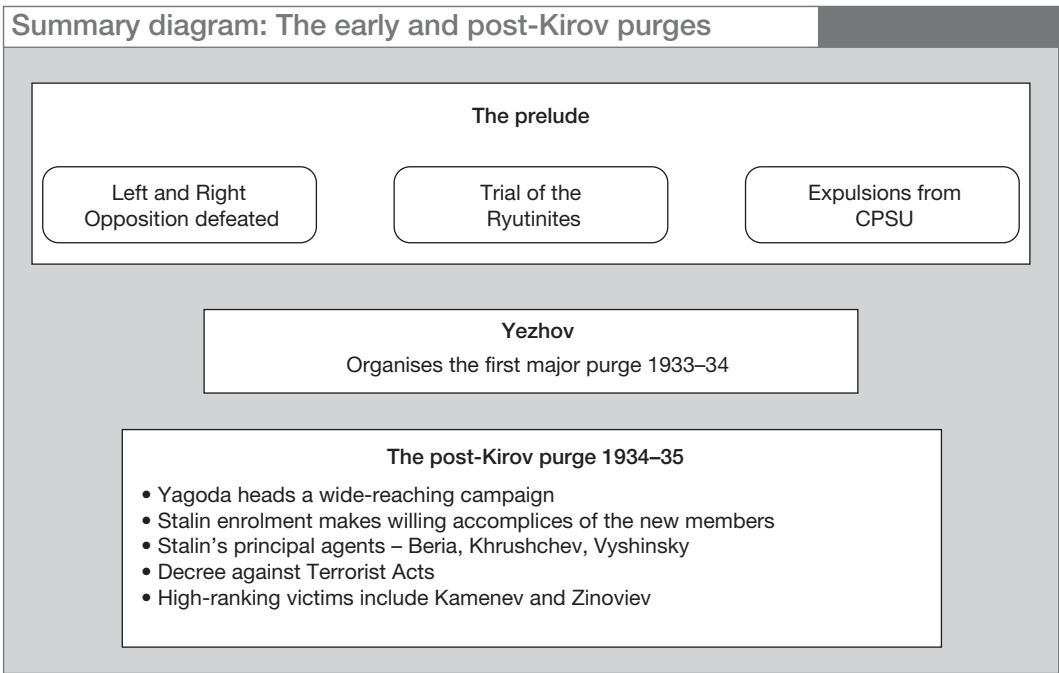 Summary diagram: The early and post-Kirov purges
The prelude
Left and Right
Opposition defeated
Trial of the
Ryutinites
Expulsions from
CPSU
Yezhov
Organises the first major purge 1933–34
The post-Kirov purge 1934–35
• Yagoda heads a wide-reaching campaign
• Stalin enrolment makes willing accomplices of the new members
• Stalin's principal agents – Beria, Khrushchev, Vyshinsky
• Decree against Terrorist Acts
• High-ranking victims include Kamenev and Zinoviev